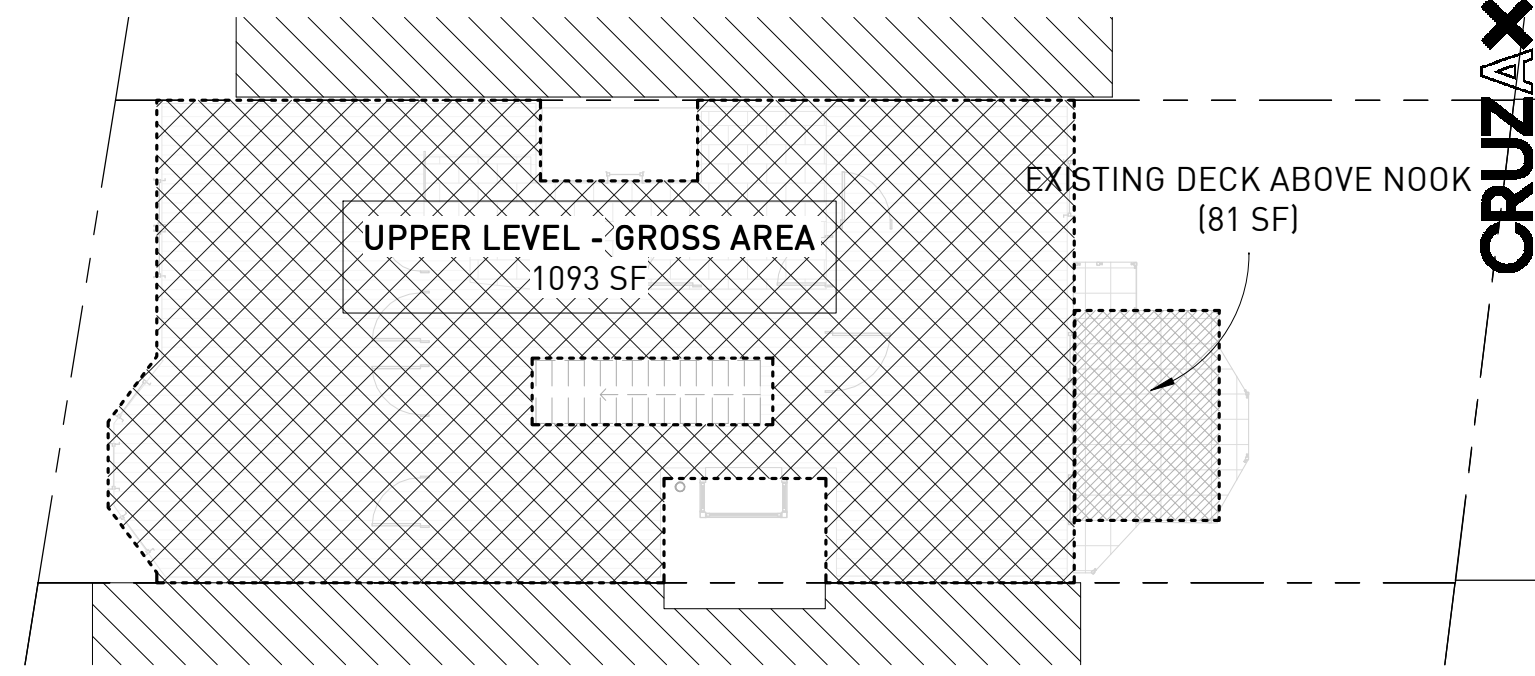 UPPER LEVEL - GROSS AREA
1093 SF
EXISTING DECK ABOVE NOOK
(81 SF)
CRUZAX